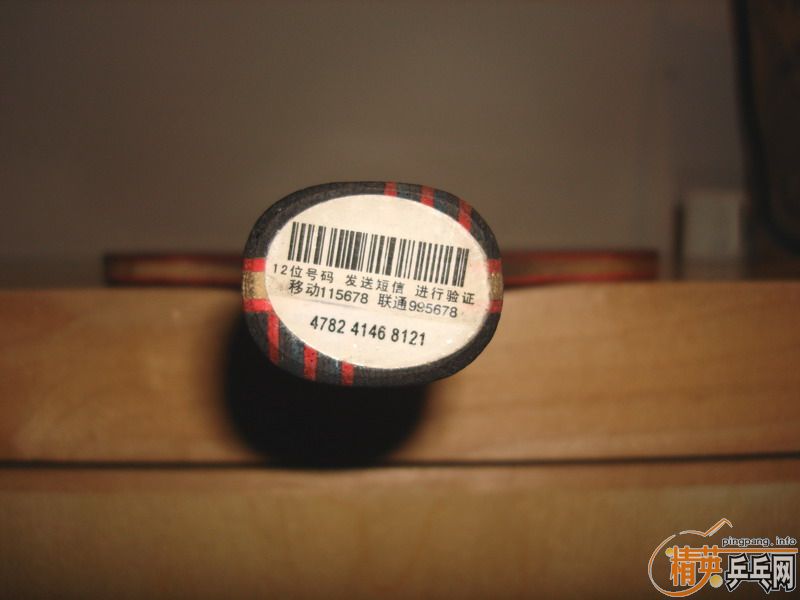 12位号码 发送短信 进行验证
移动115678 联通995678
4782 4146 8121
pingpang.info
精英乒乓网